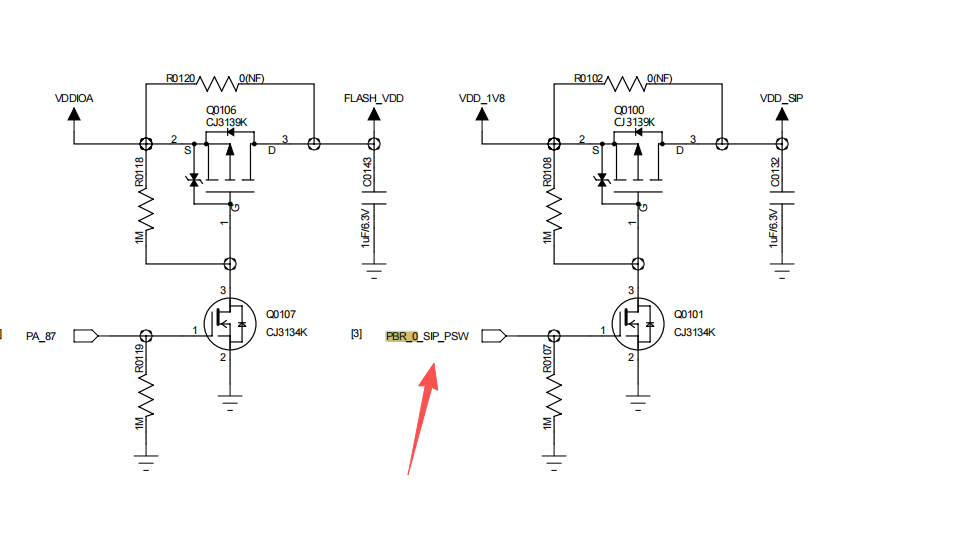 R0120 0(NF)
VDDIOA
Q0106
CJ3139K
FLASH_VDD
2
S
3
D
R0118
1M
G
1
C0143
1uF/6.3V
3
Q0107
CJ3134K
PA_87
1
2
R0119
1M
R0102 0(NF)
VDD_1V8
Q0100
CJ3139K
VDD_SIP
2
S
3
D
R0108
1M
G
1
C0132
1uF/6.3V
3
Q0101
CJ3134K
[3] PBR_0_SIP_PSW
1
2
R0107
1M